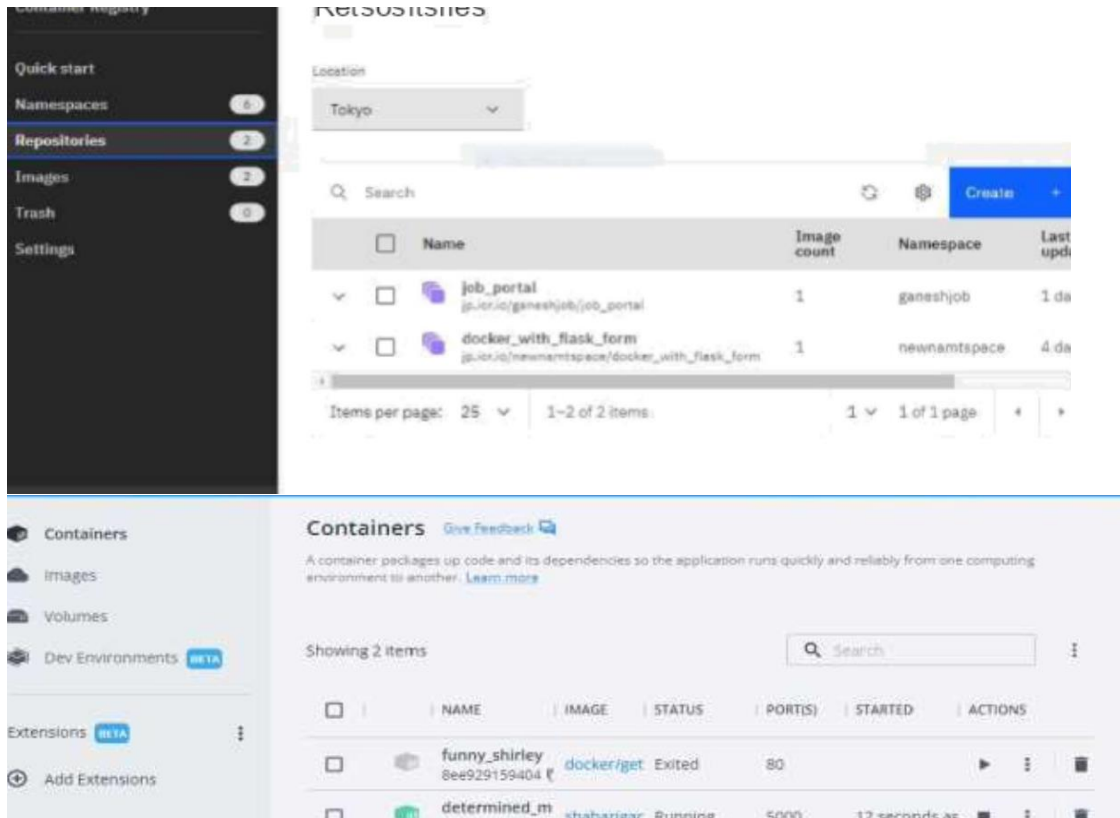 Container Registry
Quick start
Namespaces 6
Repositories 2
Images 2
Trash 0
Settings
Location
Tokyo
Search
Create +
Name Image count Namespace Last
job_portal 1 ganeshjob 1 da
jp.icr.io/ganeshjob/job_portal
docker_with_flask_form 1 newnamtspace 4 da
jp.icr.io/newnamtspace/docker_with_flask_form
Items per page: 25 1–2 of 2 items 1 1 of 1 page
Containers
Images
Volumes
Dev Environments BETA
Extensions BETA
Add Extensions
Containers Give Feedback
A container packages up code and its dependencies so the application runs quickly and reliably from one computing
environment to another. Learn more
Showing 2 items
Search
NAME IMAGE STATUS PORT(S) STARTED ACTIONS
funny_shirley docker/get Exited 80
8ee929159404
determined_m Running 5000 12 seconds